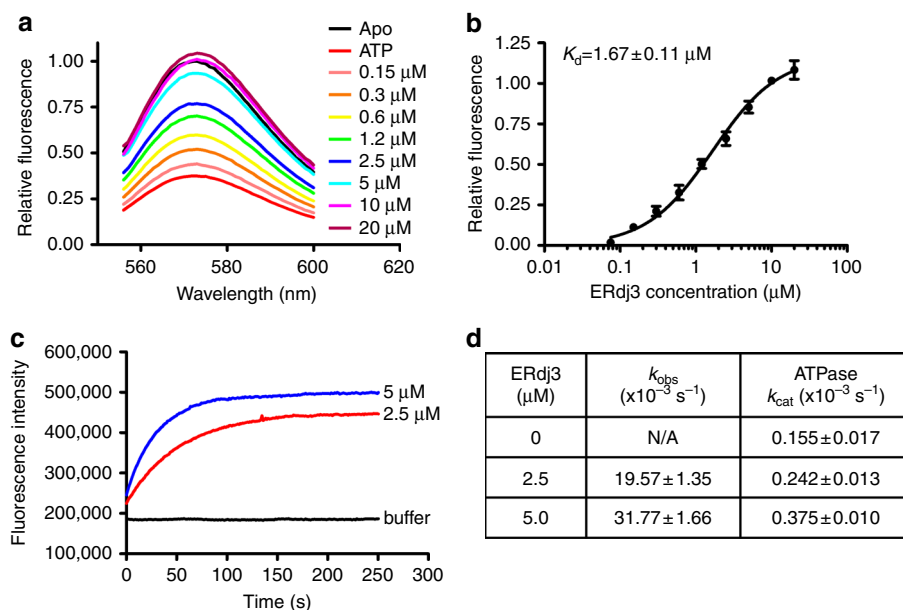 a
Relative fluorescence
1.00
0.75
0.50
0.25
0.00
560
580
600
620
Wavelength (nm)
Apo
ATP
0.15 μM
0.3 μM
0.6 μM
1.2 μM
2.5 μM
5 μM
10 μM
20 μM
b
Kd=1.67±0.11 μM
Relative fluorescence
1.25
1.00
0.75
0.50
0.25
0.00
0.01
0.1
1
10
100
ERdj3 concentration (μM)
c
Fluorescence intensity
600,000
500,000
400,000
300,000
200,000
100,000
5 μM
2.5 μM
buffer
0
50
100
150
200
250
300
Time (s)
d
ERdj3 (μM)
kobs (x10⁻³ s⁻¹)
ATPase kcat (x10⁻³ s⁻¹)
0
N/A
0.155±0.017
2.5
19.57±1.35
0.242±0.013
5.0
31.77±1.66
0.375±0.010